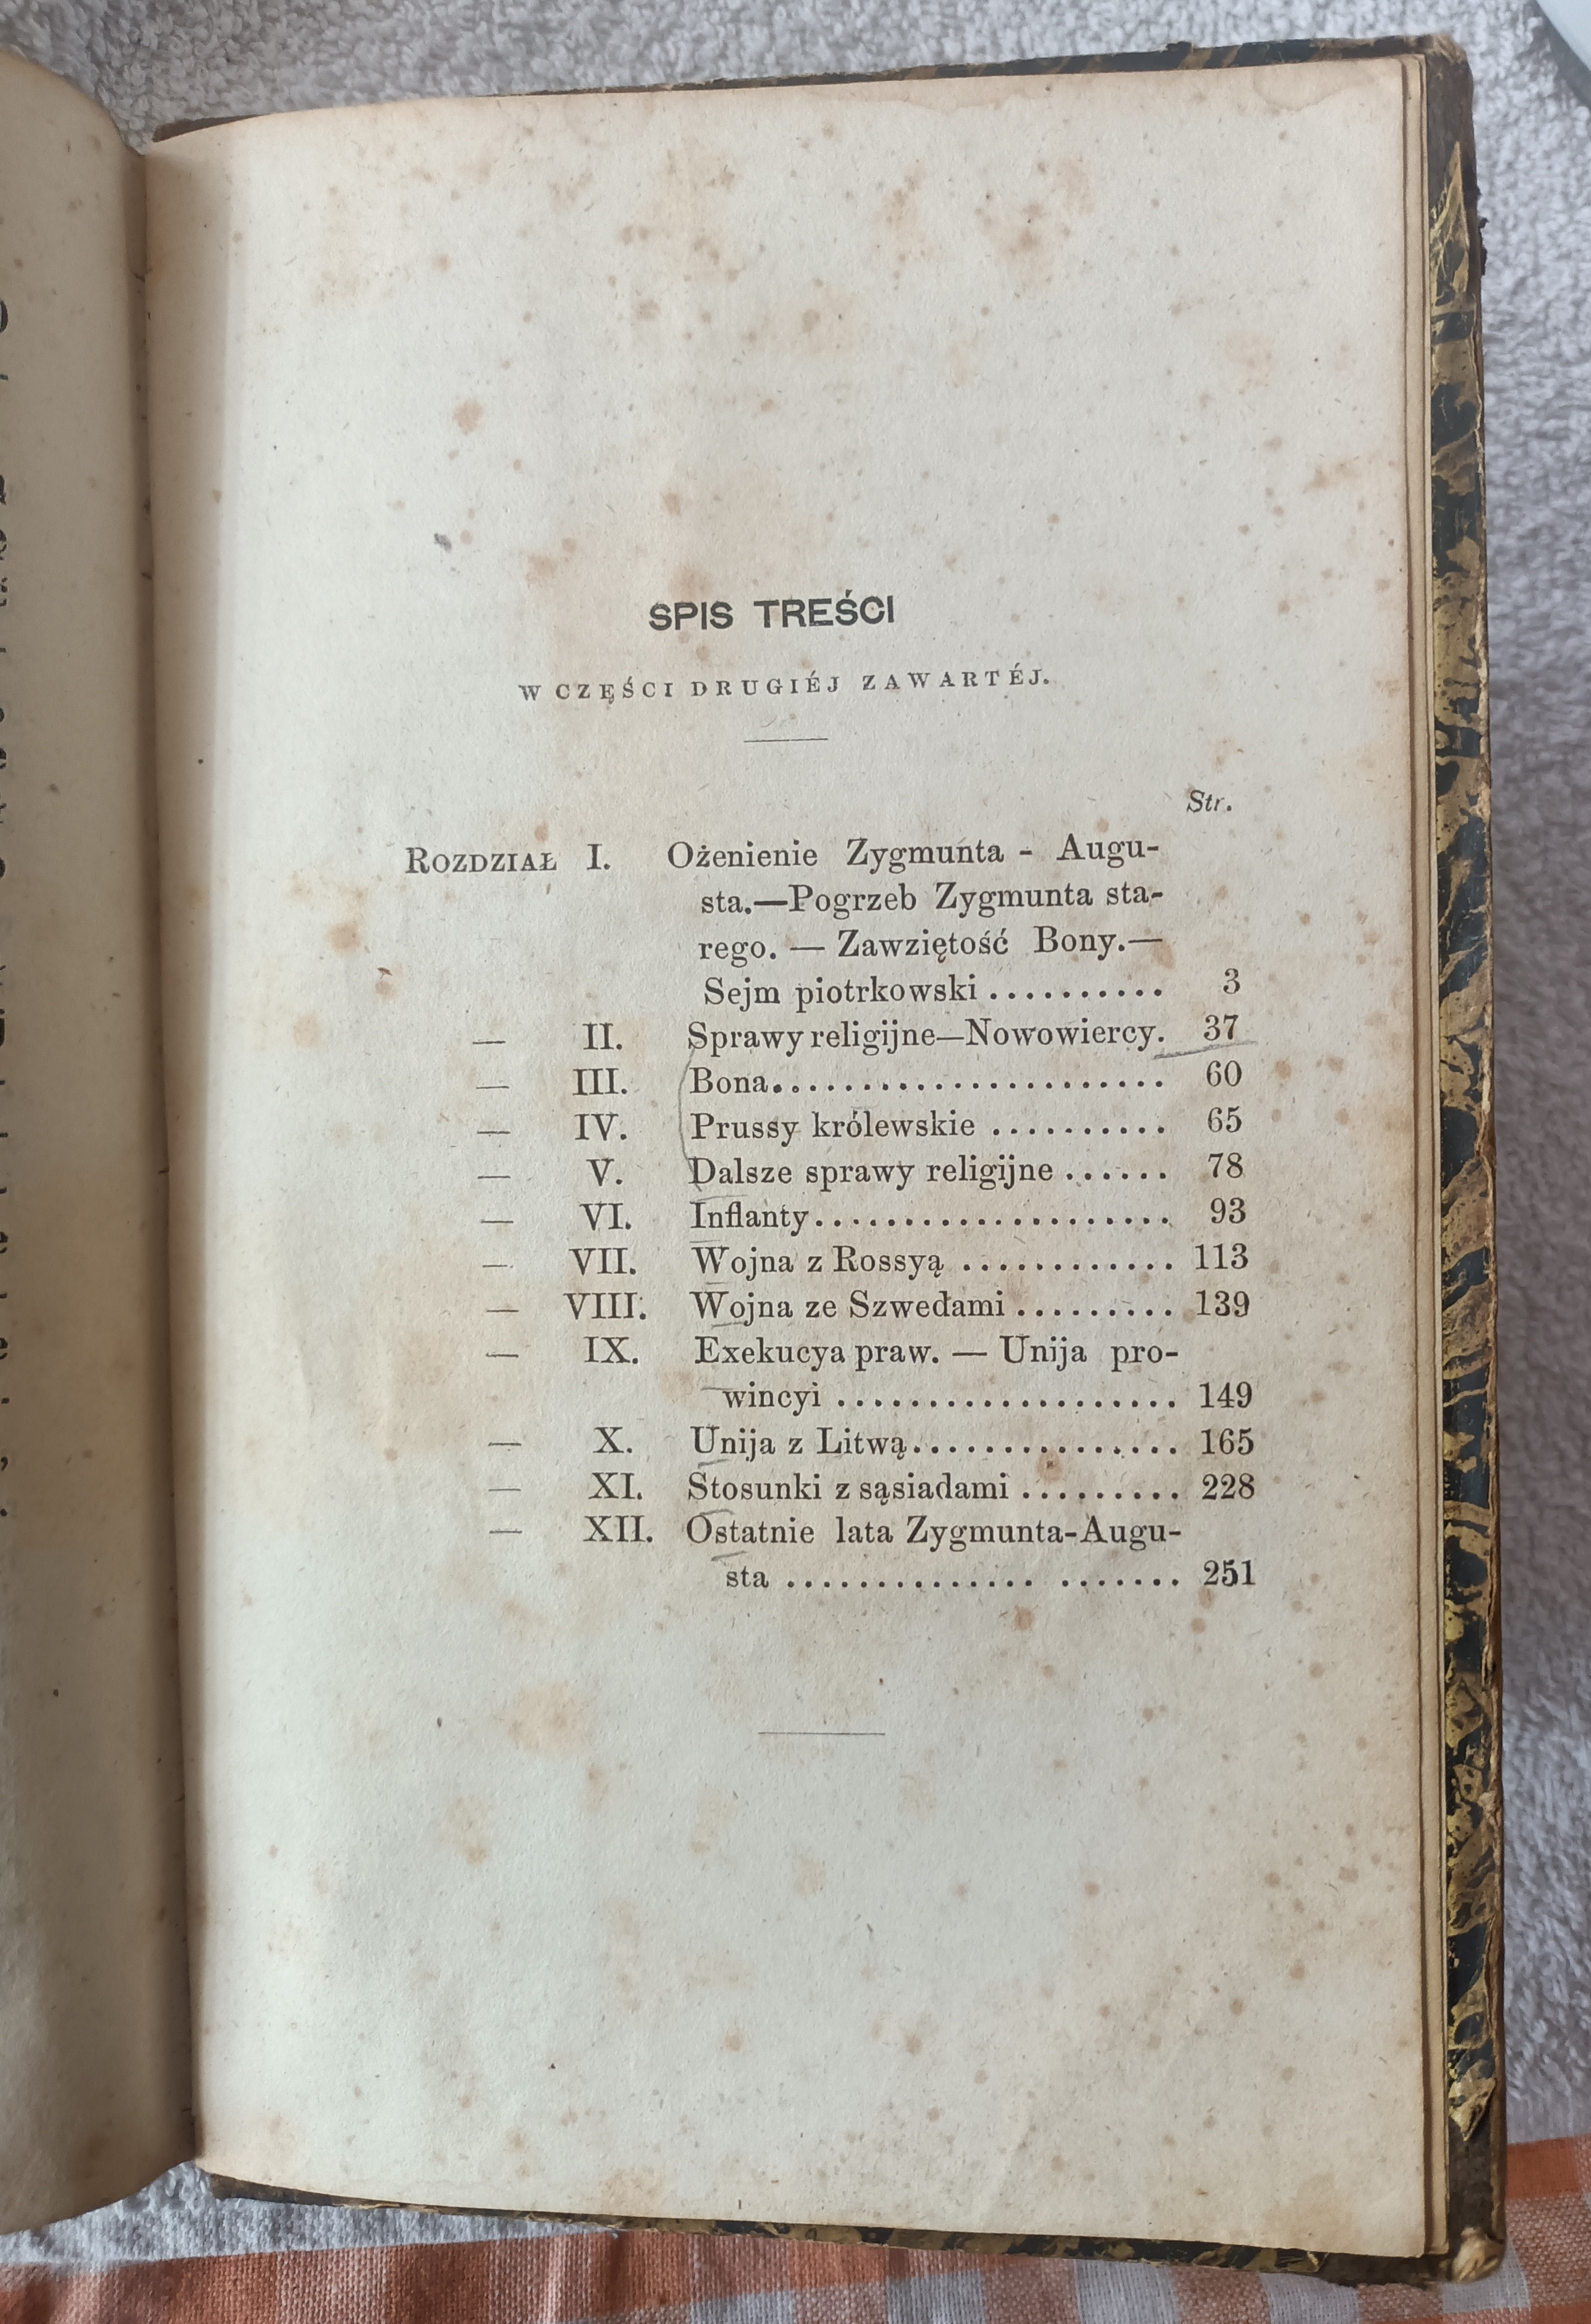 SPIS TREŚCI
W CZĘŚCI DRUGIÉJ ZAWARTÉJ.
Str.
ROZDZIAŁ I. Ożenienie Zygmunta - Augu-
sta.—Pogrzeb Zygmunta sta-
rego. — Zawziętość Bony.—
Sejm piotrkowski .......... 3
— II. Sprawy religijne—Nowowiercy. 37
— III. Bona...................... 60
— IV. Prussy królewskie .......... 65
— V. Dalsze sprawy religijne ...... 78
— VI. Inflanty.................... 93
— VII. Wojna z Rossyą ............ 113
— VIII. Wojna ze Szwedami ......... 139
— IX. Exekucya praw. — Unija pro-
wincyi ................... 149
— X. Unija z Litwą............... 165
— XI. Stosunki z sąsiadami ......... 228
— XII. Ostatnie lata Zygmunta-Augu-
sta .............. ....... 251